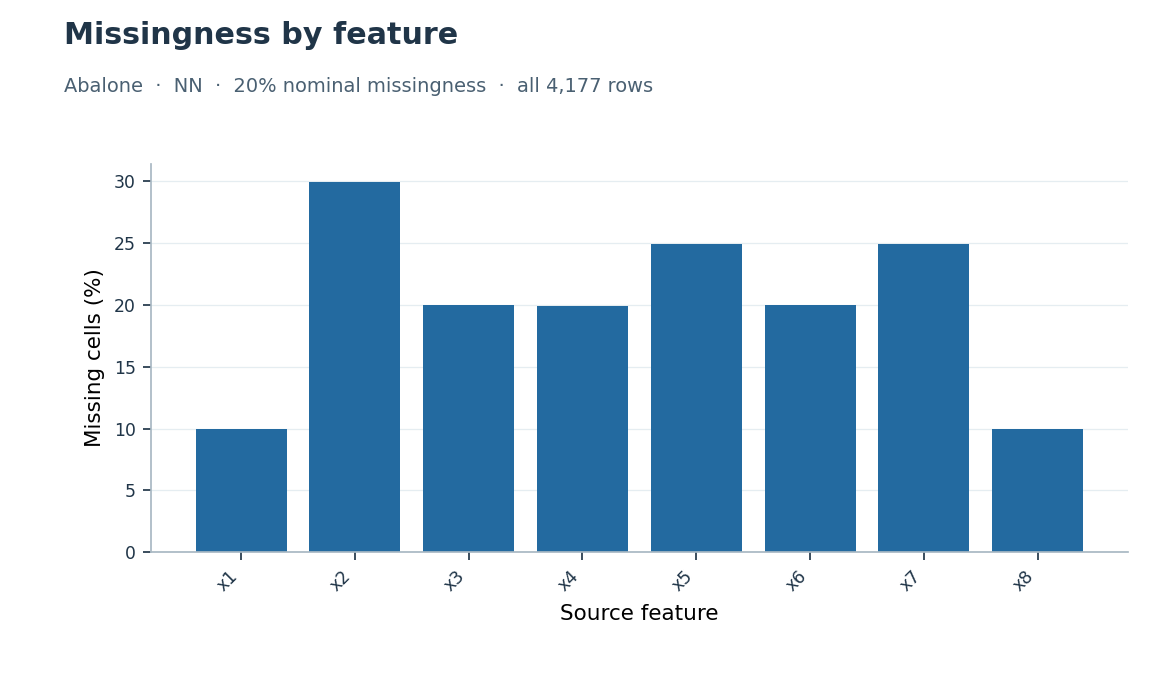 Missingness by feature
Abalone · NN · 20% nominal missingness · all 4,177 rows
30
25
20
15
10
5
0
Missing cells (%)
x1 x2 x3 x4 x5 x6 x7 x8
Source feature